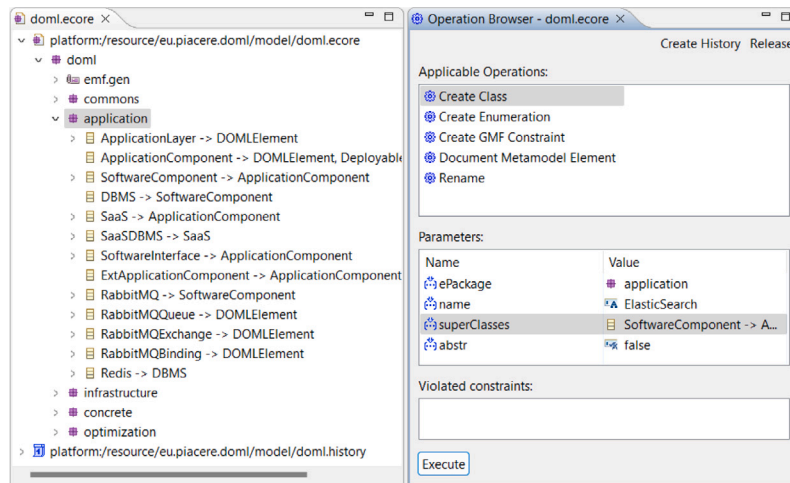 doml.ecore
platform:/resource/eu.piacere.doml/model/doml.ecore
doml
emf.gen
commons
application
ApplicationLayer -> DOMLElement
ApplicationComponent -> DOMLElement, Deployable
SoftwareComponent -> ApplicationComponent
DBMS -> SoftwareComponent
SaaS -> ApplicationComponent
SaaSDBMS -> SaaS
SoftwareInterface -> ApplicationComponent
ExtApplicationComponent -> ApplicationComponent
RabbitMQ -> SoftwareComponent
RabbitMQQueue -> DOMLElement
RabbitMQExchange -> DOMLElement
RabbitMQBinding -> DOMLElement
Redis -> DBMS
infrastructure
concrete
optimization
platform:/resource/eu.piacere.doml/model/doml.history
Operation Browser - doml.ecore
Create History Release
Applicable Operations:
Create Class
Create Enumeration
Create GMF Constraint
Document Metamodel Element
Rename
Parameters:
Name Value
ePackage application
name ElasticSearch
superClasses SoftwareComponent -> A...
abstr false
Violated constraints:
Execute